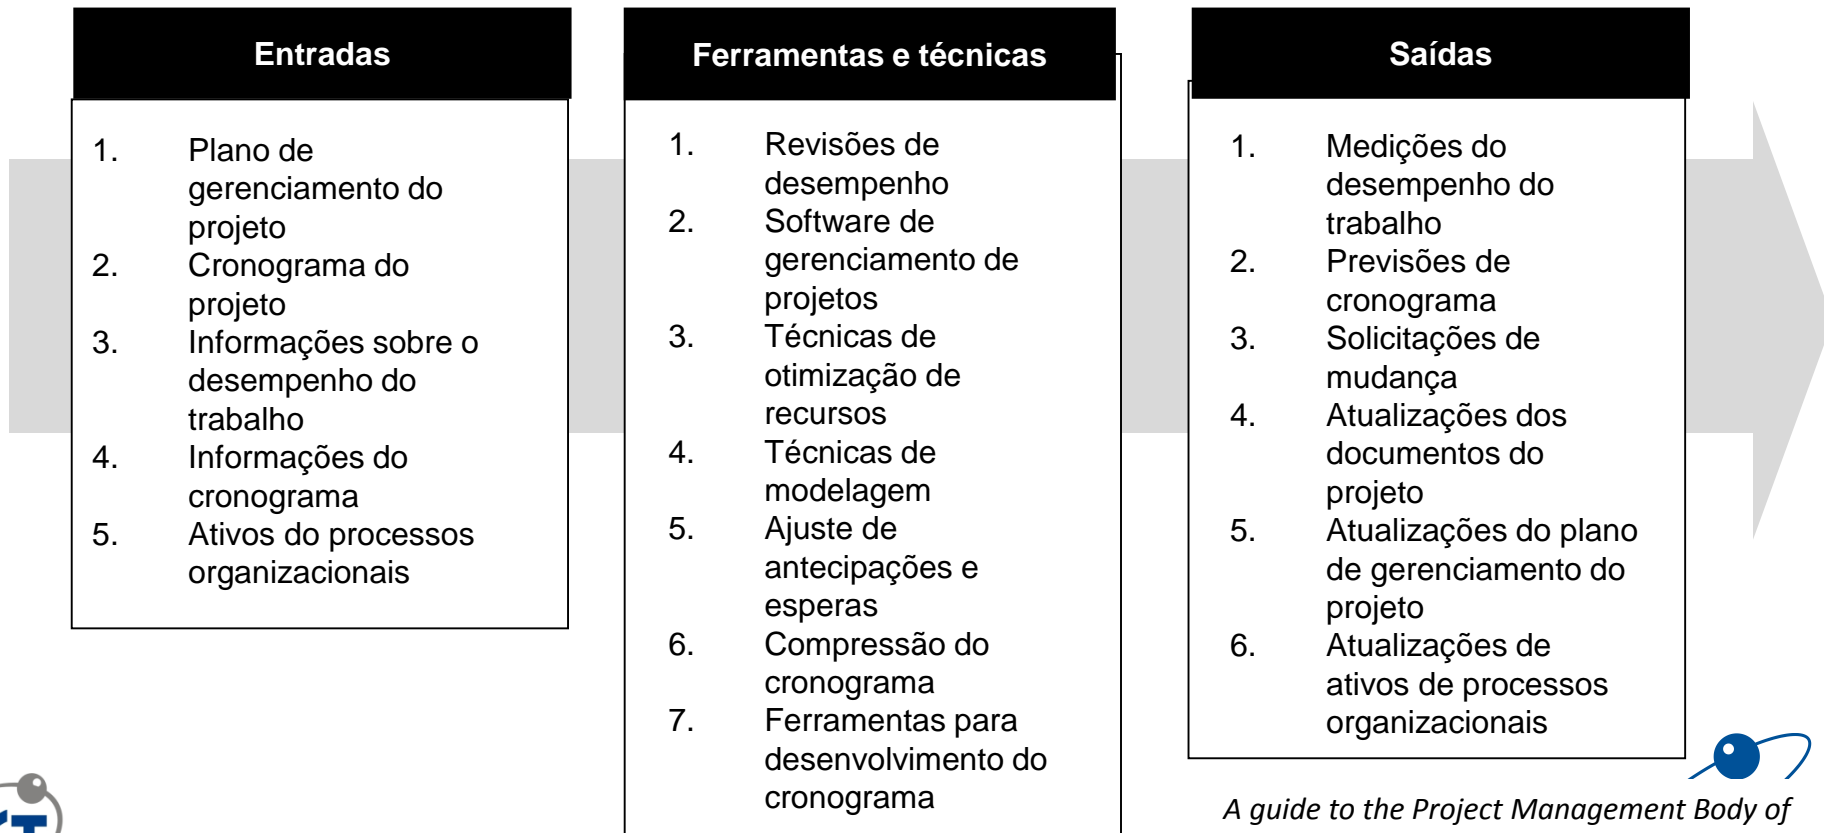 Entradas
1. Plano de
gerenciamento do
projeto
2. Cronograma do
projeto
3. Informações sobre o
desempenho do
trabalho
4. Informações do
cronograma
5. Ativos do processos
organizacionais
Ferramentas e técnicas
1. Revisões de
desempenho
2. Software de
gerenciamento de
projetos
3. Técnicas de
otimização de
recursos
4. Técnicas de
modelagem
5. Ajuste de
antecipações e
esperas
6. Compressão do
cronograma
7. Ferramentas para
desenvolvimento do
cronograma
Saídas
1. Medições do
desempenho do
trabalho
2. Previsões de
cronograma
3. Solicitações de
mudança
4. Atualizações dos
documentos do
projeto
5. Atualizações do plano
de gerenciamento do
projeto
6. Atualizações de
ativos de processos
organizacionais
A guide to the Project Management Body of